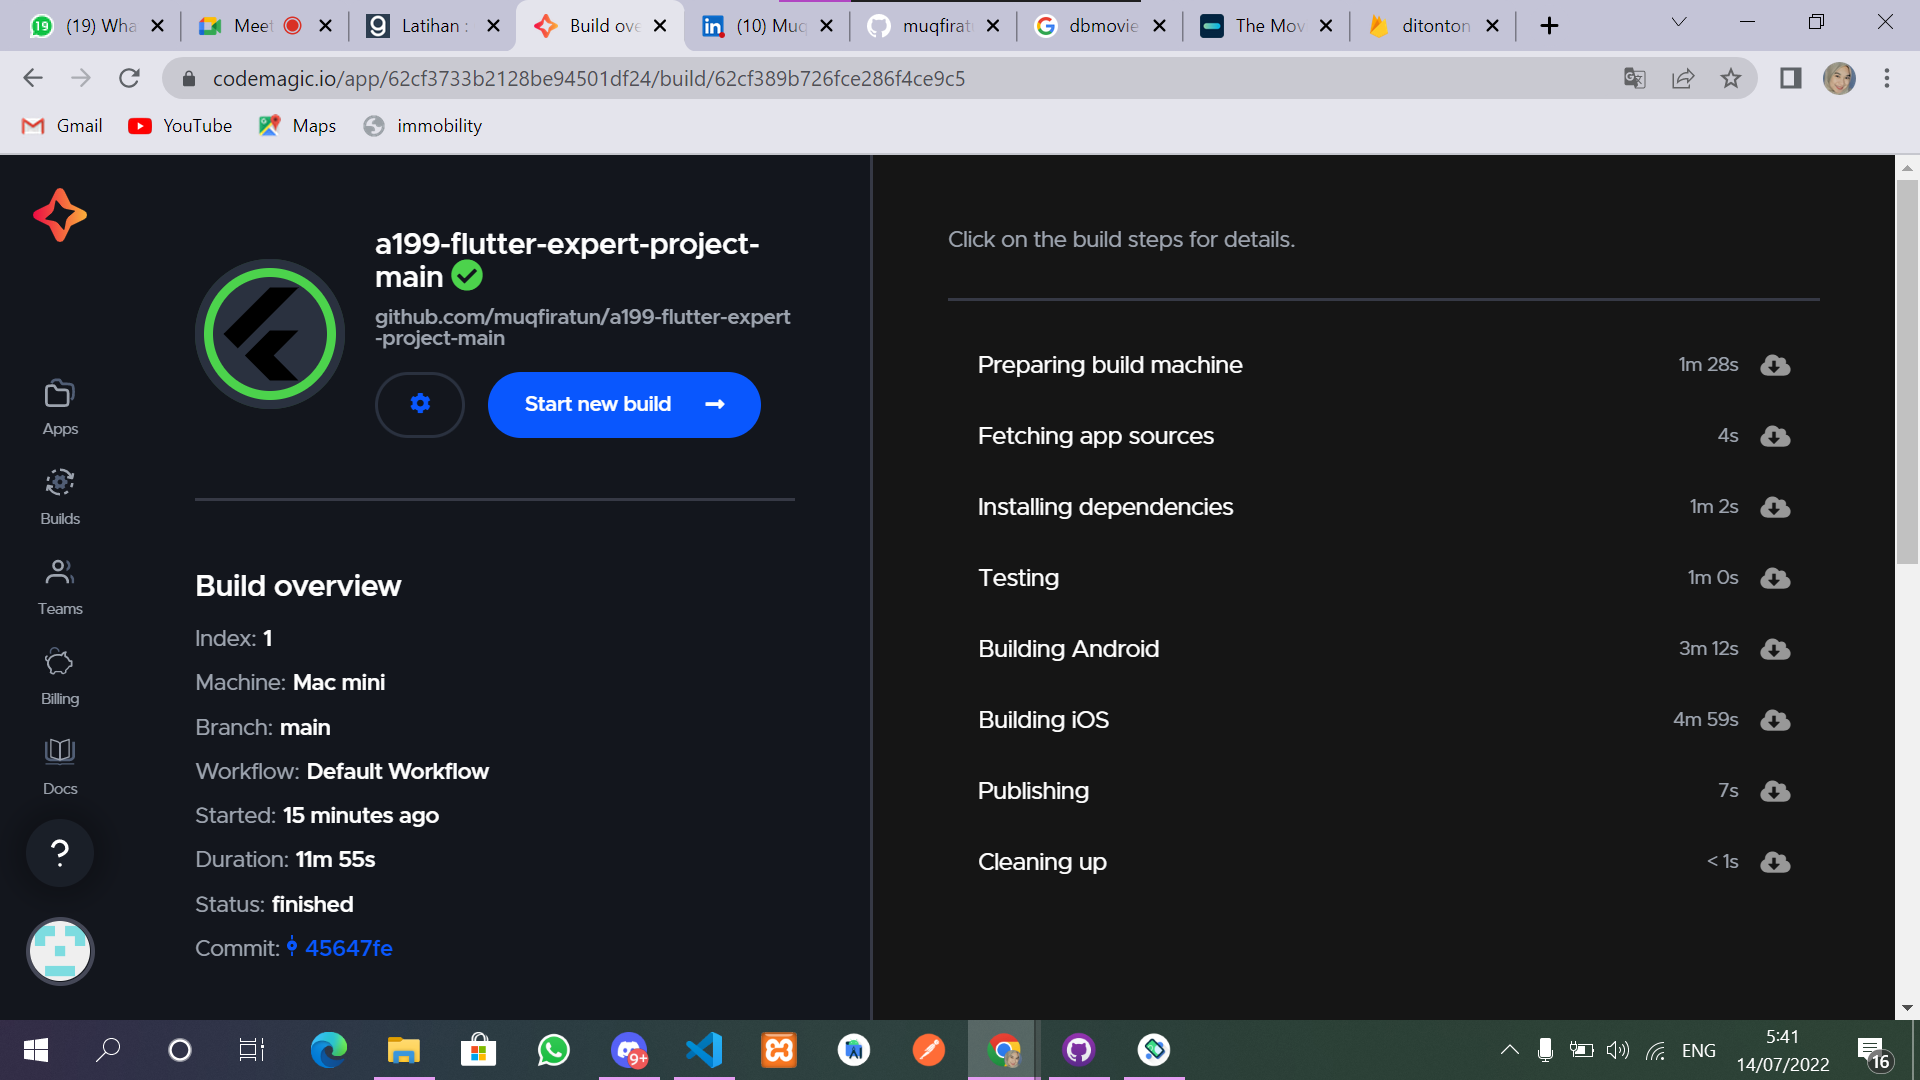 (19) Wha
Meet
Latihan :
Build ove
(10) Muq
muqfirat
dbmovie
The Mov
ditonton
codemagic.io/app/62cf3733b2128be94501df24/build/62cf389b726fce286f4ce9c5
Gmail
YouTube
Maps
immobility
a199-flutter-expert-project-
main
github.com/muqfiratun/a199-flutter-expert
-project-main
Start new build
Apps
Builds
Teams
Billing
Docs
?
Build overview
Index: 1
Machine: Mac mini
Branch: main
Workflow: Default Workflow
Started: 15 minutes ago
Duration: 11m 55s
Status: finished
Commit: 45647fe
Click on the build steps for details.
Preparing build machine 1m 28s
Fetching app sources 4s
Installing dependencies 1m 2s
Testing 1m 0s
Building Android 3m 12s
Building iOS 4m 59s
Publishing 7s
Cleaning up < 1s
9+
ENG
5:41
14/07/2022
16